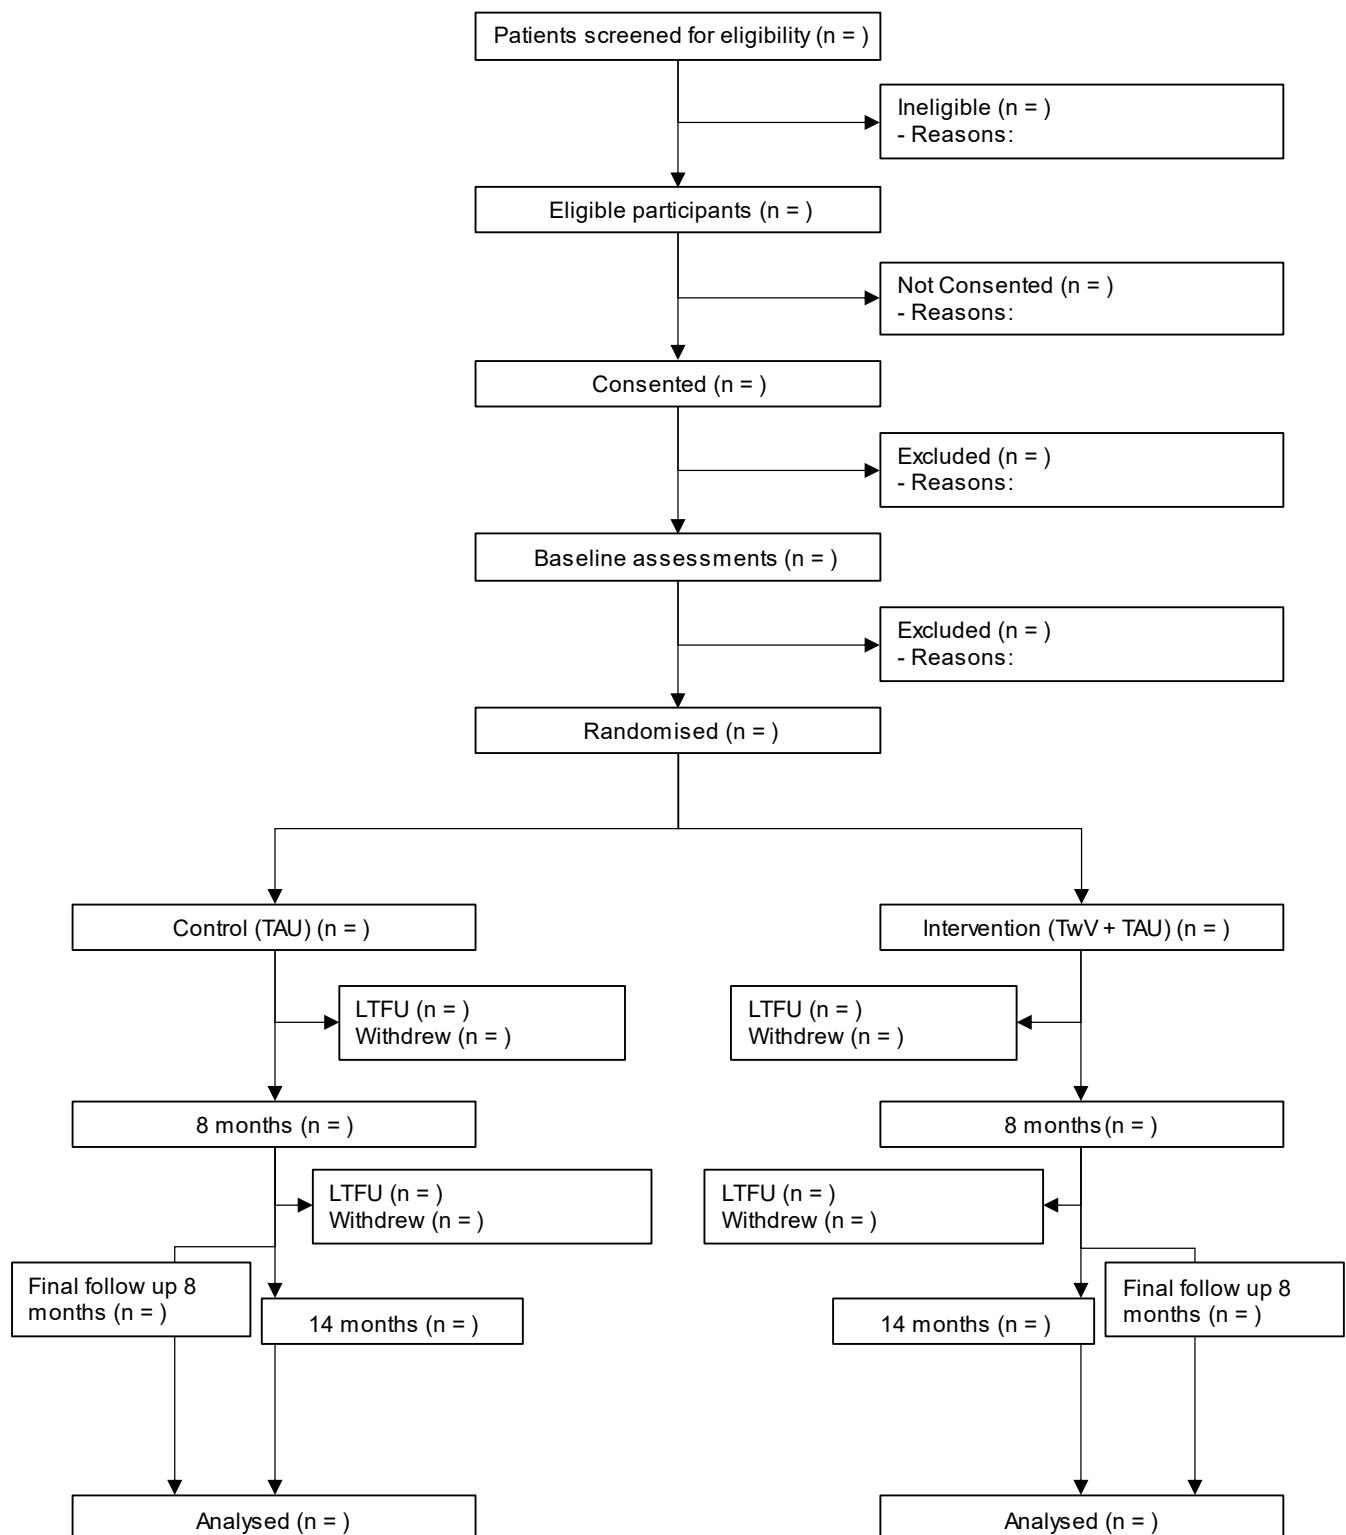 Patients screened for eligibility (n = )
Ineligible (n = )
- Reasons:
Eligible participants (n = )
Not Consented (n = )
- Reasons:
Consented (n = )
Excluded (n = )
- Reasons:
Baseline assessments (n = )
Excluded (n = )
- Reasons:
Randomised (n = )
Control (TAU) (n = )
Intervention (TwV + TAU) (n = )
LTFU (n = )
Withdrew (n = )
LTFU (n = )
Withdrew (n = )
8 months (n = )
8 months (n = )
LTFU (n = )
Withdrew (n = )
LTFU (n = )
Withdrew (n = )
Final follow up 8
months (n = )
14 months (n = )
14 months (n = )
Final follow up 8
months (n = )
Analysed (n = )
Analysed (n = )